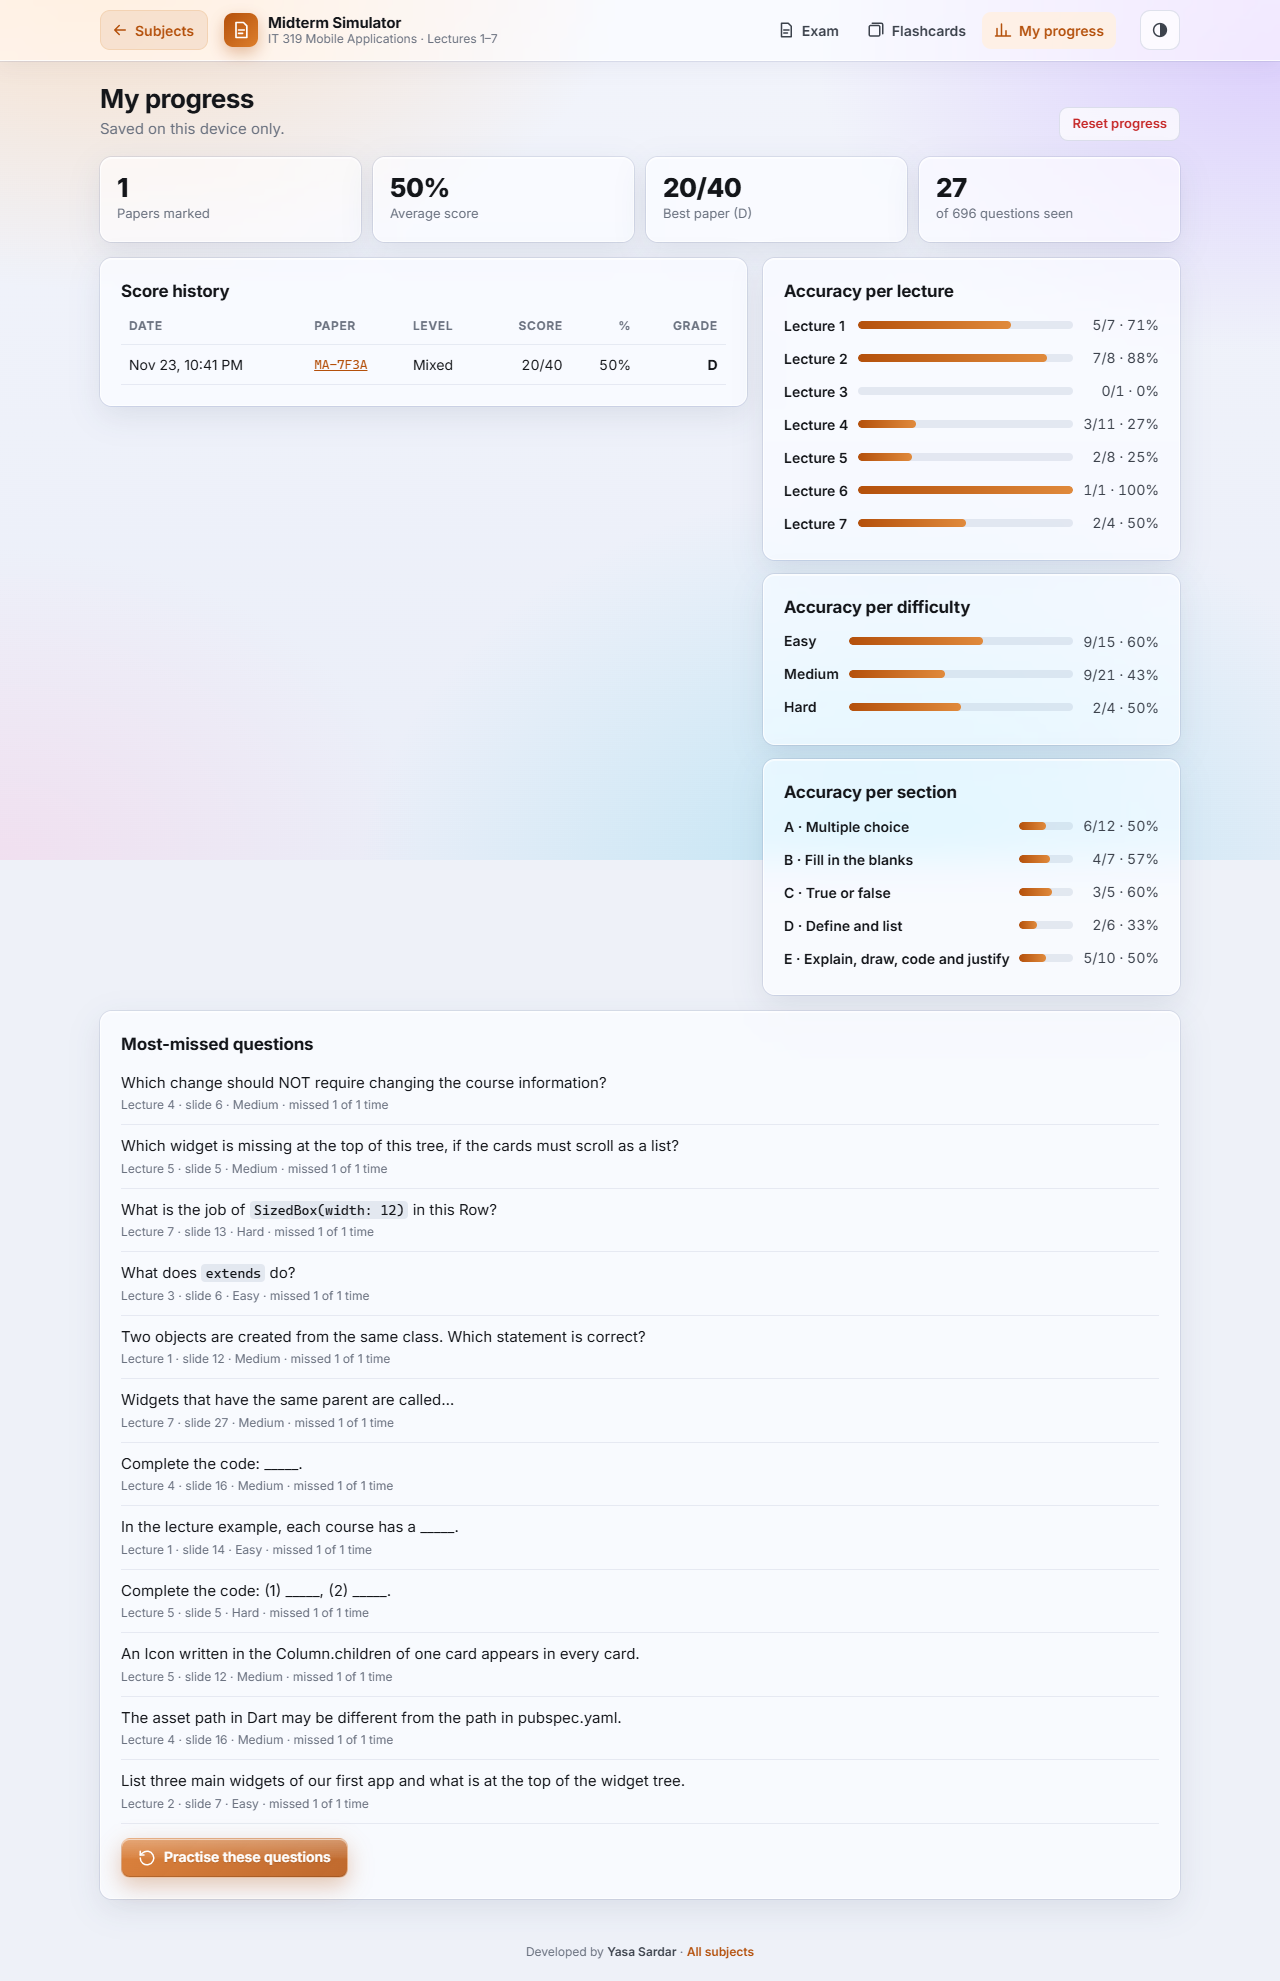 Subjects
Midterm Simulator
IT 319 Mobile Applications · Lectures 1–7
Exam
Flashcards
My progress
My progress
Saved on this device only.
Reset progress
1
Papers marked
50%
Average score
20/40
Best paper (D)
27
of 696 questions seen
Score history
DATE PAPER LEVEL SCORE % GRADE
Nov 23, 10:41 PM MA-7F3A Mixed 20/40 50% D
Accuracy per lecture
Lecture 1 5/7 · 71%
Lecture 2 7/8 · 88%
Lecture 3 0/1 · 0%
Lecture 4 3/11 · 27%
Lecture 5 2/8 · 25%
Lecture 6 1/1 · 100%
Lecture 7 2/4 · 50%
Accuracy per difficulty
Easy 9/15 · 60%
Medium 9/21 · 43%
Hard 2/4 · 50%
Accuracy per section
A · Multiple choice 6/12 · 50%
B · Fill in the blanks 4/7 · 57%
C · True or false 3/5 · 60%
D · Define and list 2/6 · 33%
E · Explain, draw, code and justify 5/10 · 50%
Most-missed questions
Which change should NOT require changing the course information?
Lecture 4 · slide 6 · Medium · missed 1 of 1 time
Which widget is missing at the top of this tree, if the cards must scroll as a list?
Lecture 5 · slide 5 · Medium · missed 1 of 1 time
What is the job of SizedBox(width: 12) in this Row?
Lecture 7 · slide 13 · Hard · missed 1 of 1 time
What does extends do?
Lecture 3 · slide 6 · Easy · missed 1 of 1 time
Two objects are created from the same class. Which statement is correct?
Lecture 1 · slide 12 · Medium · missed 1 of 1 time
Widgets that have the same parent are called…
Lecture 7 · slide 27 · Medium · missed 1 of 1 time
Complete the code: _____.
Lecture 4 · slide 16 · Medium · missed 1 of 1 time
In the lecture example, each course has a _____.
Lecture 1 · slide 14 · Easy · missed 1 of 1 time
Complete the code: (1) _____, (2) _____.
Lecture 5 · slide 5 · Hard · missed 1 of 1 time
An Icon written in the Column.children of one card appears in every card.
Lecture 5 · slide 12 · Medium · missed 1 of 1 time
The asset path in Dart may be different from the path in pubspec.yaml.
Lecture 4 · slide 16 · Medium · missed 1 of 1 time
List three main widgets of our first app and what is at the top of the widget tree.
Lecture 2 · slide 7 · Easy · missed 1 of 1 time
Practise these questions
Developed by Yasa Sardar · All subjects